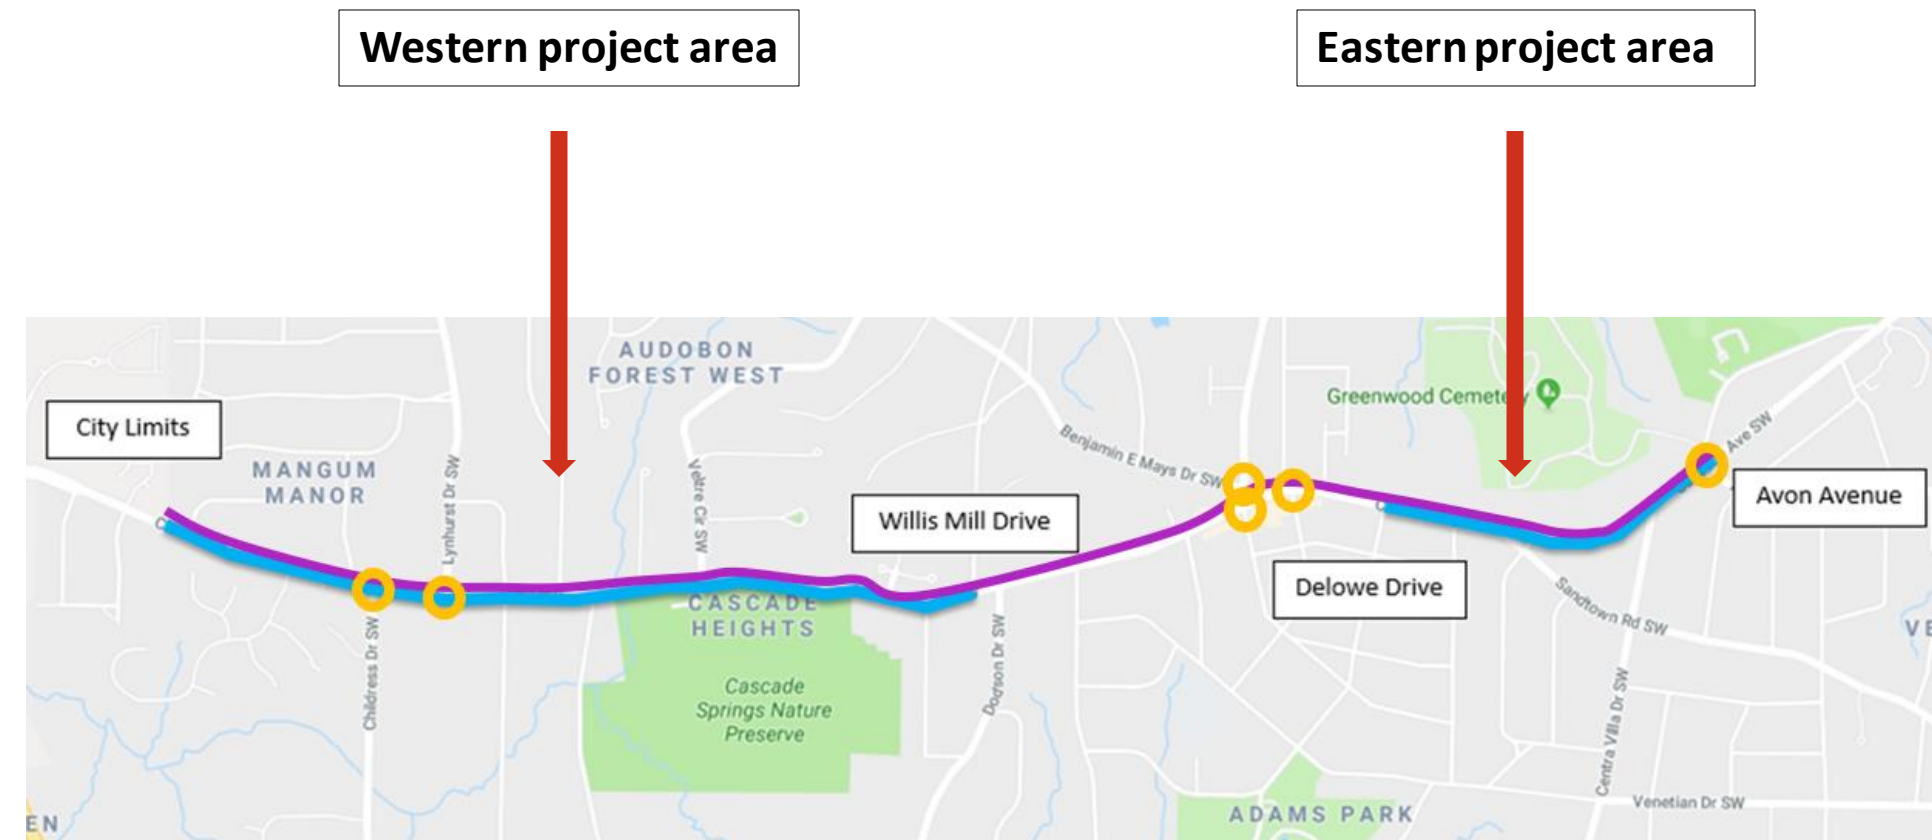 Western project area
Eastern project area
AUDOBON
FOREST WEST
Greenwood Cemetery
City Limits
MANGUM
MANOR
Lynhurst Dr SW
Veltre Cir SW
Benjamin E Mays Dr SW
Ave SW
Willis Mill Drive
Avon Avenue
Delowe Drive
CASCADE
HEIGHTS
Sandtown Rd SW
VE
Childress Dr SW
Dodson Dr SW
Cascade
Springs Nature
Preserve
Centra Villa Dr SW
Venetian Dr SW
ADAMS PARK
EN